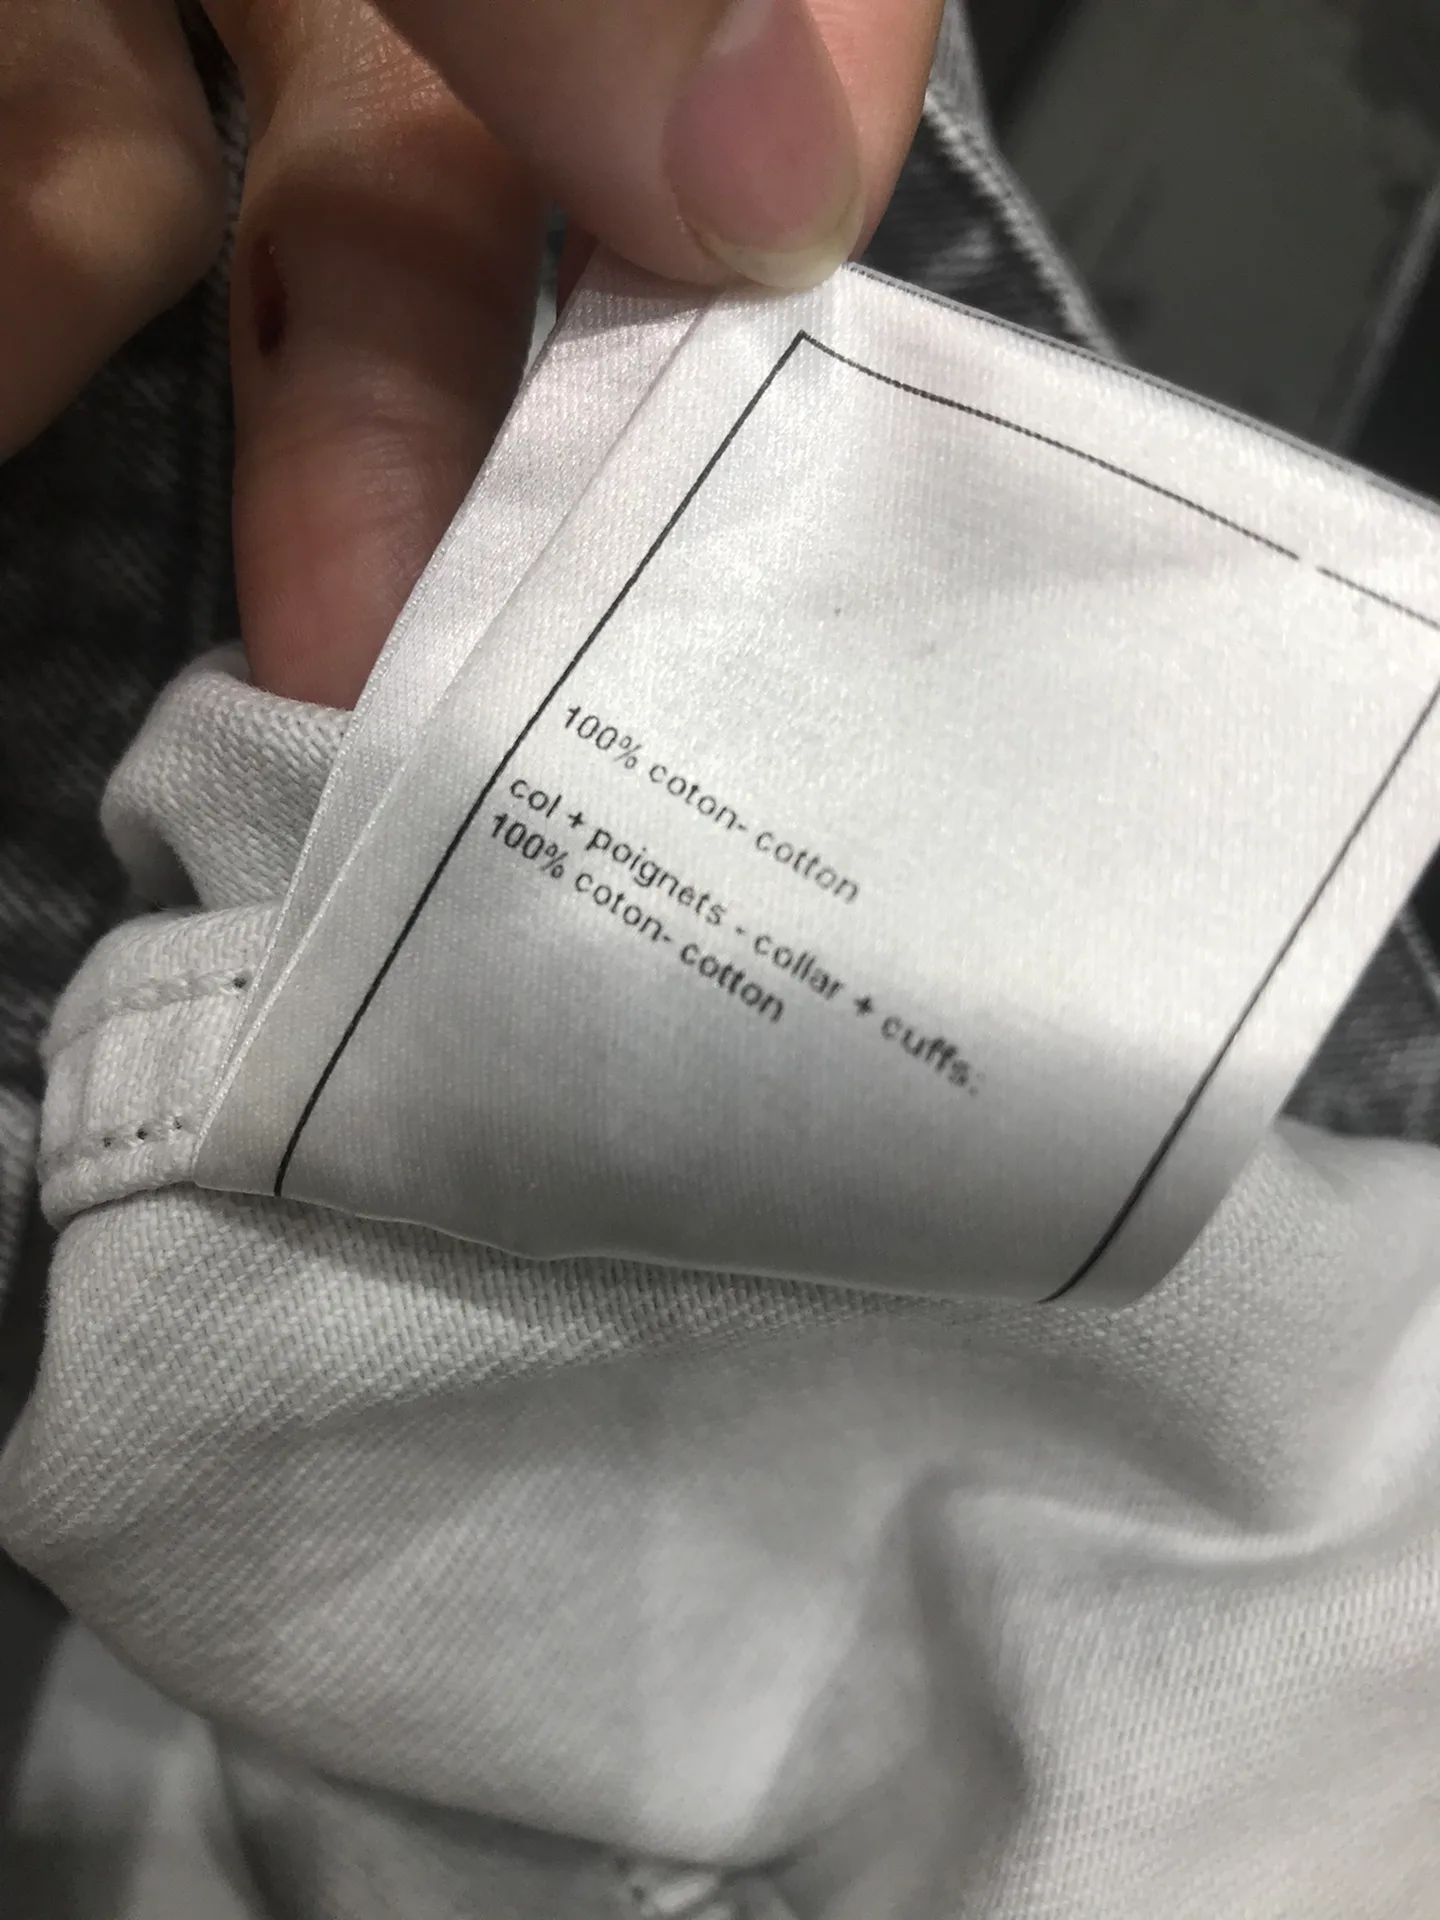 100% coton- cotton
col + poignets - collar + cuffs:
100% coton- cotton